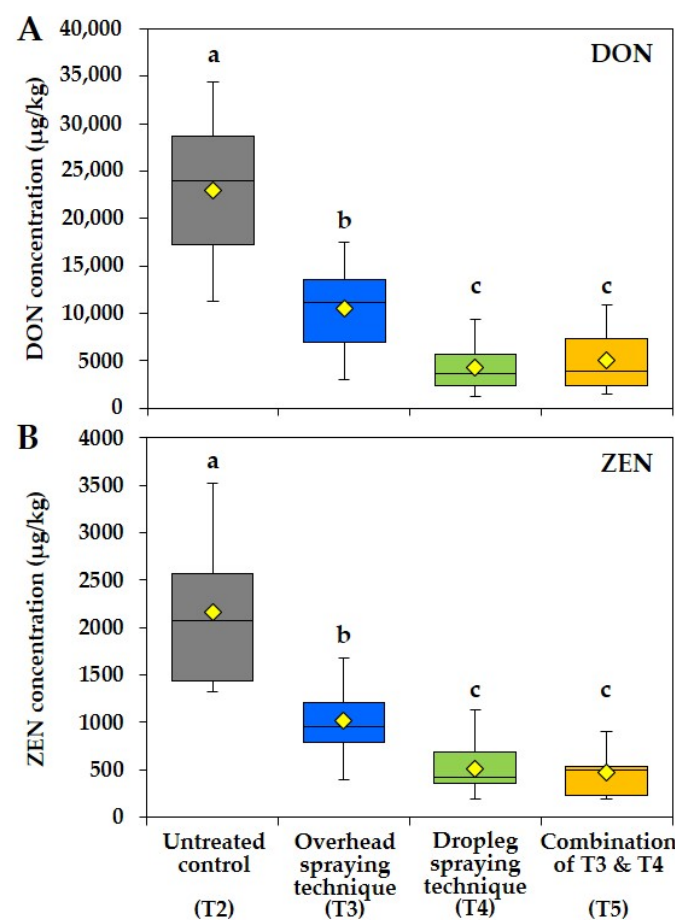 A
DON
DON concentration (µg/kg)
40,000
35,000
30,000
25,000
20,000
15,000
10,000
5000
0
a
b
c
c
B
ZEN
ZEN concentration (µg/kg)
4000
3500
3000
2500
2000
1500
1000
500
0
a
b
c
c
Untreated
control
(T2)
Overhead
spraying
technique
(T3)
Dropleg
spraying
technique
(T4)
Combination
of T3 & T4
(T5)